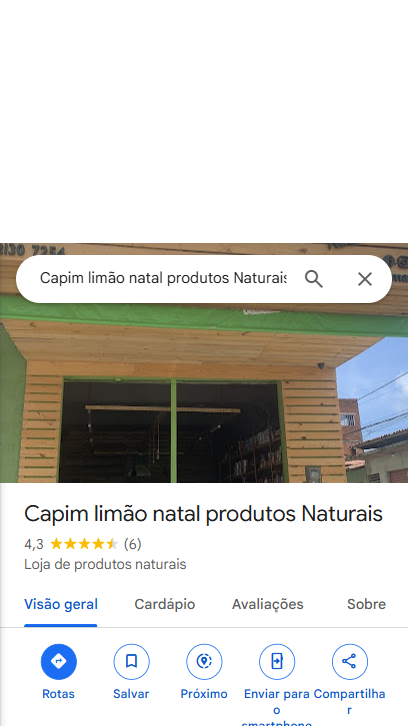 2130 7254
Capim limão natal produtos Naturais
Capim limão natal produtos Naturais
4,3 (6)
Loja de produtos naturais
Visão geral Cardápio Avaliações Sobre
Rotas Salvar Próximo Enviar para o smartphone Compartilhar